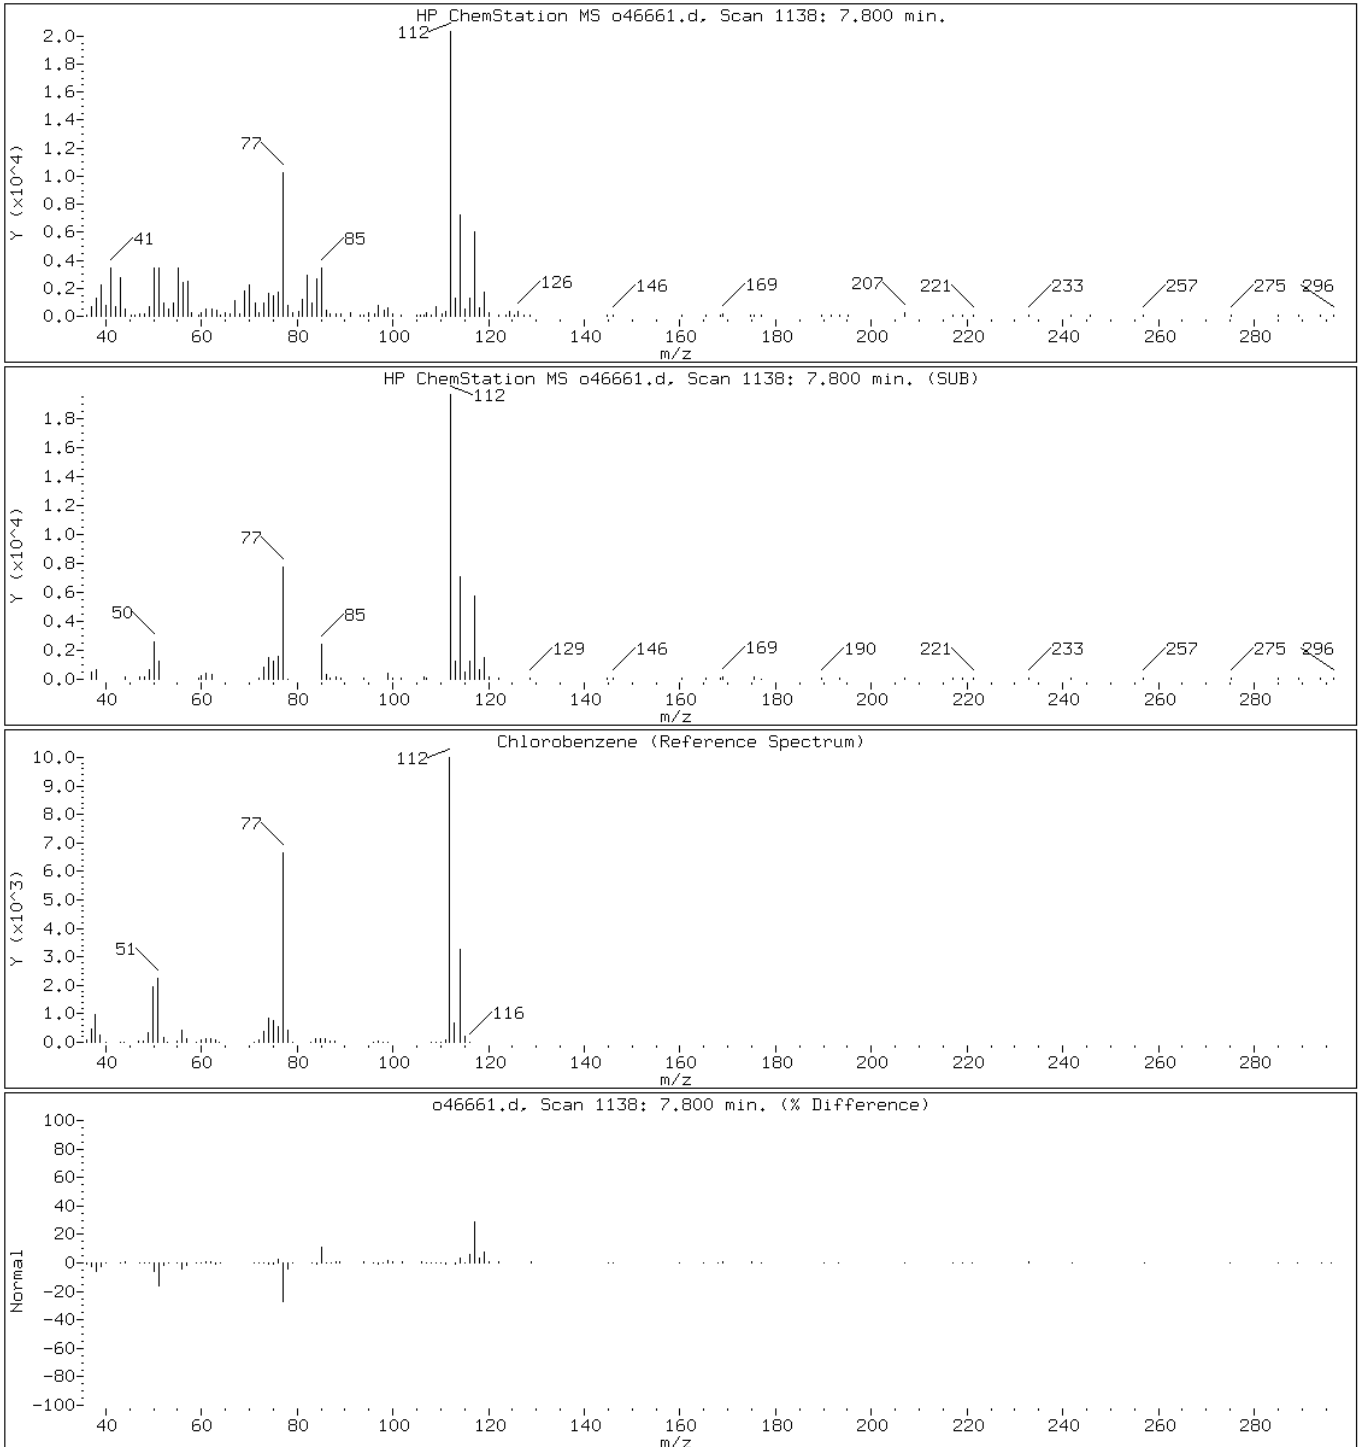 HP ChemStation MS o46661.d, Scan 1138: 7.800 min.
112
2.0
1.8
1.6
1.4
1.2
77
1.0
0.8
0.6
0.4
41 85
0.2
126 146 169 207 221 233 257 275 296
0.0
40 60 80 100 120 140 160 180 200 220 240 260 280
m/z
Y (x10^4)
HP ChemStation MS o46661.d, Scan 1138: 7.800 min. (SUB)
112
1.8
1.6
1.4
1.2
1.0
77
0.8
0.6
50 85
0.4
0.2
129 146 169 190 221 233 257 275 296
0.0
40 60 80 100 120 140 160 180 200 220 240 260 280
m/z
Y (x10^4)
Chlorobenzene (Reference Spectrum)
112
10.0
9.0
8.0
77
7.0
6.0
5.0
4.0
51
3.0
2.0
1.0
116
0.0
40 60 80 100 120 140 160 180 200 220 240 260 280
m/z
Y (x10^3)
o46661.d, Scan 1138: 7.800 min. (% Difference)
100
80
60
40
20
0
-20
-40
-60
-80
-100
40 60 80 100 120 140 160 180 200 220 240 260 280
m/z
Normal